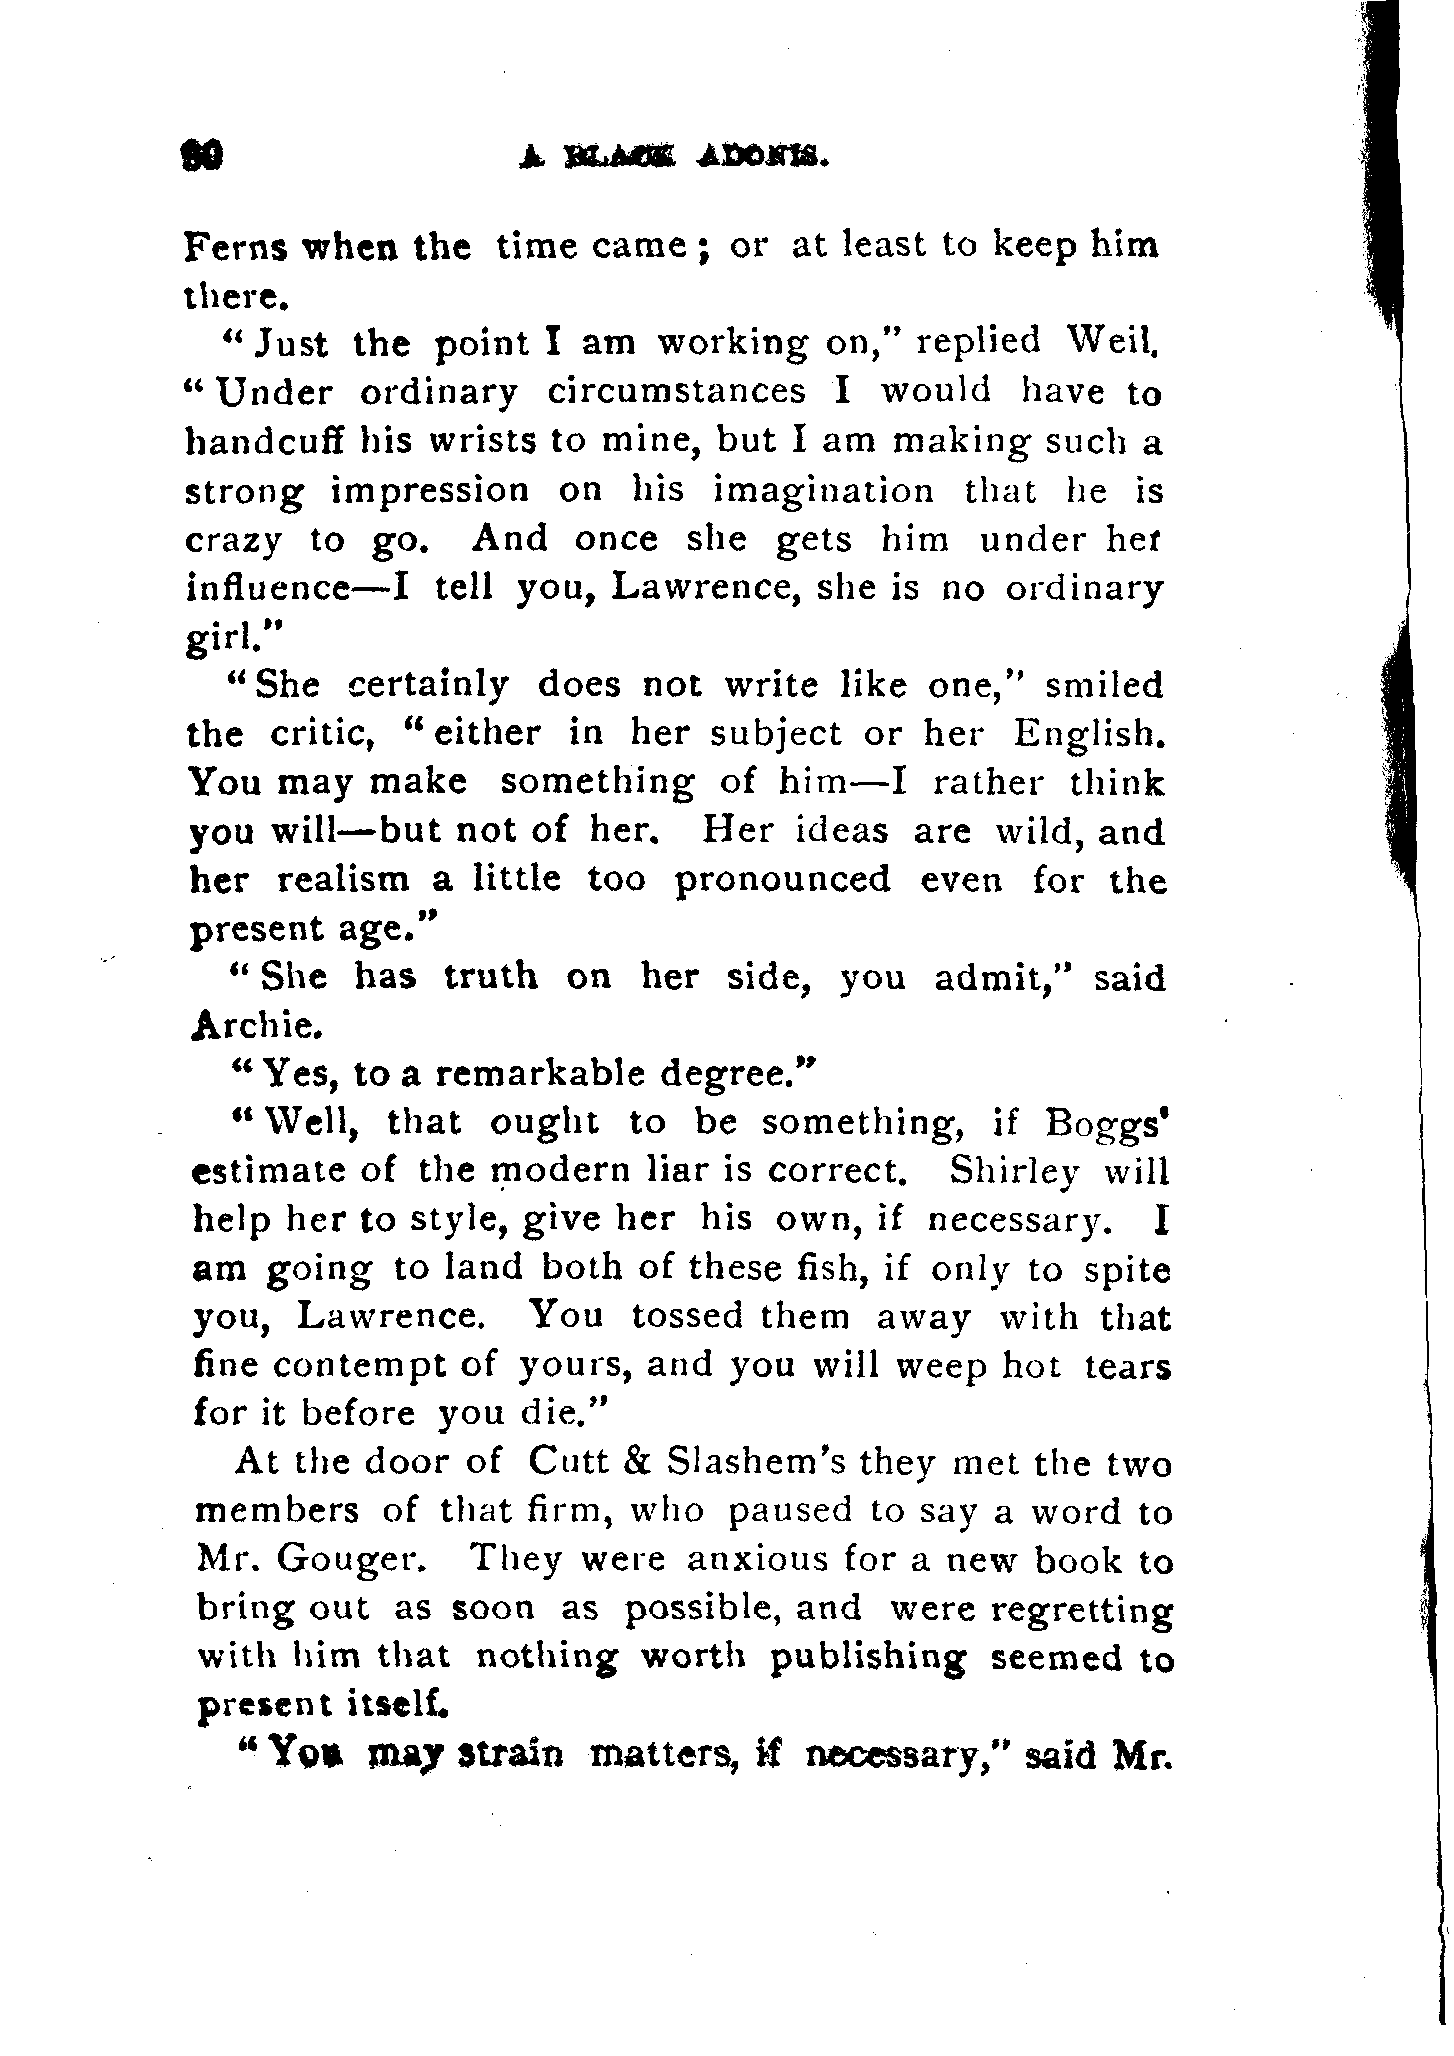 A BLACK ADONIS.
Ferns when the time came; or at least to keep him
there.
"Just the point I am working on," replied Weil.
"Under ordinary circumstances I would have to
handcuff his wrists to mine, but I am making such a
strong impression on his imagination that he is
crazy to go. And once she gets him under her
influence—I tell you, Lawrence, she is no ordinary
girl."
"She certainly does not write like one," smiled
the critic, "either in her subject or her English.
You may make something of him—I rather think
you will—but not of her. Her ideas are wild, and
her realism a little too pronounced even for the
present age."
"She has truth on her side, you admit," said
Archie.
"Yes, to a remarkable degree."
"Well, that ought to be something, if Boggs'
estimate of the modern liar is correct. Shirley will
help her to style, give her his own, if necessary. I
am going to land both of these fish, if only to spite
you, Lawrence. You tossed them away with that
fine contempt of yours, and you will weep hot tears
for it before you die."
At the door of Cutt & Slashem's they met the two
members of that firm, who paused to say a word to
Mr. Gouger. They were anxious for a new book to
bring out as soon as possible, and were regretting
with him that nothing worth publishing seemed to
present itself.
"You may strain matters, if necessary," said Mr.